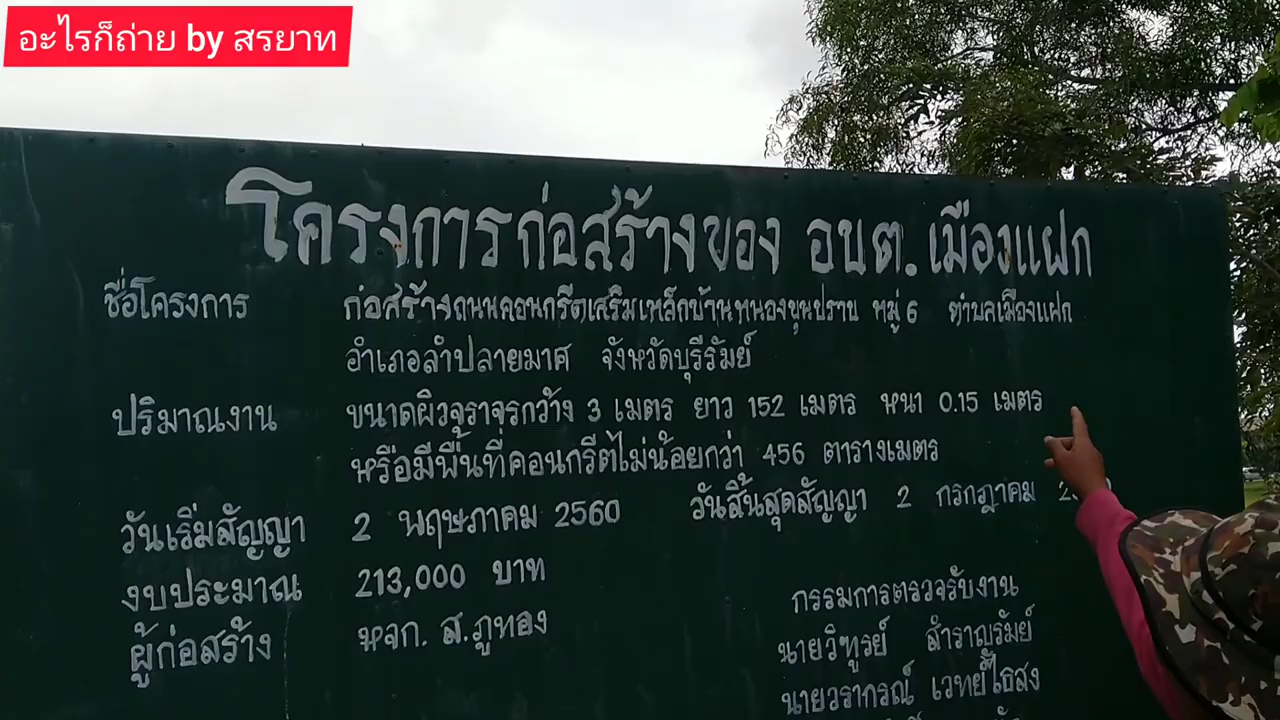 อะไรก็ถ่าย by สรยาท
โครงการก่อสร้างของ อบต.เมืองแฝก
ชื่อโครงการ ก่อสร้างถนนคอนกรีตเสริมเหล็กบ้านหนองขุนปราบ หมู่ 6 ตำบลเมืองแฝก
อำเภอลำปลายมาศ จังหวัดบุรีรัมย์
ปริมาณงาน ขนาดผิวจุราจรกว้าง 3 เมตร ยาว 152 เมตร หนา 0.15 เมตร
หรือมีพื้นที่คอนกรีตไม่น้อยกว่า 456 ตารางเมตร
วันเริ่มสัญญา 2 พฤษภาคม 2560 วันสิ้นสุดสัญญา 2 กรกฎาคม
งบประมาณ 213,000 บาท
ผู้ก่อสร้าง หจก. ส.ภูทอง
กรรมการตรวจรับงาน
นายวิฑูรย์ สำราญรัมย์
นายวรากรณ์ เวทย์ไธสง